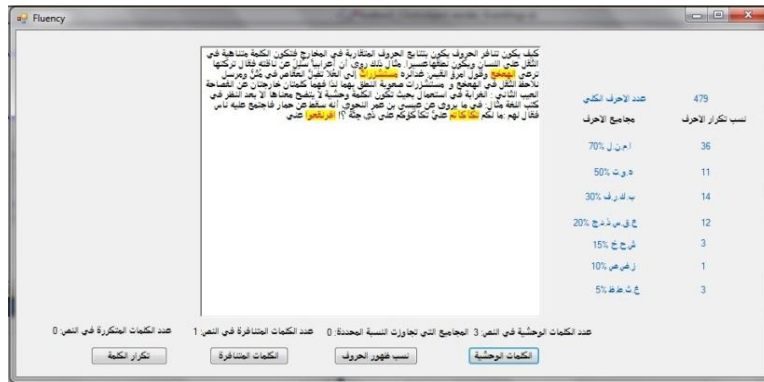 Fluency
كيف يكون تنافر الحروف يكون بتتابع الحروف المتقاربة في المخارج فتكون الكلمة متناهية في
الثقل على اللسان ويكون نطقها عسيرا. مثال ذلك روي أن إعرابيا سئل عن ناقته فقال تركتها
ترعى الهعخع وقول امرؤ القيس: غدائره مستشزرات إلى العلا تضل العقاص في مثنى ومرسل
نلاحظ الثقل في الهعخع و مستشزرات صعوبة النطق بهما لذا فهما كلمتان خارجتان عن الفصاحة
العيب الثاني : الغرابة في استعمال بحيث تكون الكلمة وحشية لا يتضح معناها الا بعد النظر في
كتب اللغة مثال: في ما يروى عن عيسى بن عمر النحوي أنه سقط عن حمار فاجتمع عليه ناس
فقال لهم :ما لكم تكأكأتم علي تكأكؤكم على ذي جنة ؟! افرنقعوا عني
عدد الاحرف الكلي 479
مجاميع الاحرف نسب تكرار الاحرف
ا.م.ن.ل 70% 36
ه.و.ت 50% 11
ب.ك.ر.ف 30% 14
ع.ق.س.ذ.د.ج 20% 12
ش.ح.خ 15% 3
ز.ض.ص 10% 1
غ.ث.ط.ظ 5% 3
عدد الكلمات الوحشية في النص: 3 المجاميع التي تجاوزت النسبة المحددة: 0 عدد الكلمات المتنافرة في النص: 1 عدد الكلمات المتكررة في النص: 0
الكلمات الوحشية نسب ظهور الحروف الكلمات المتنافرة تكرار الكلمة